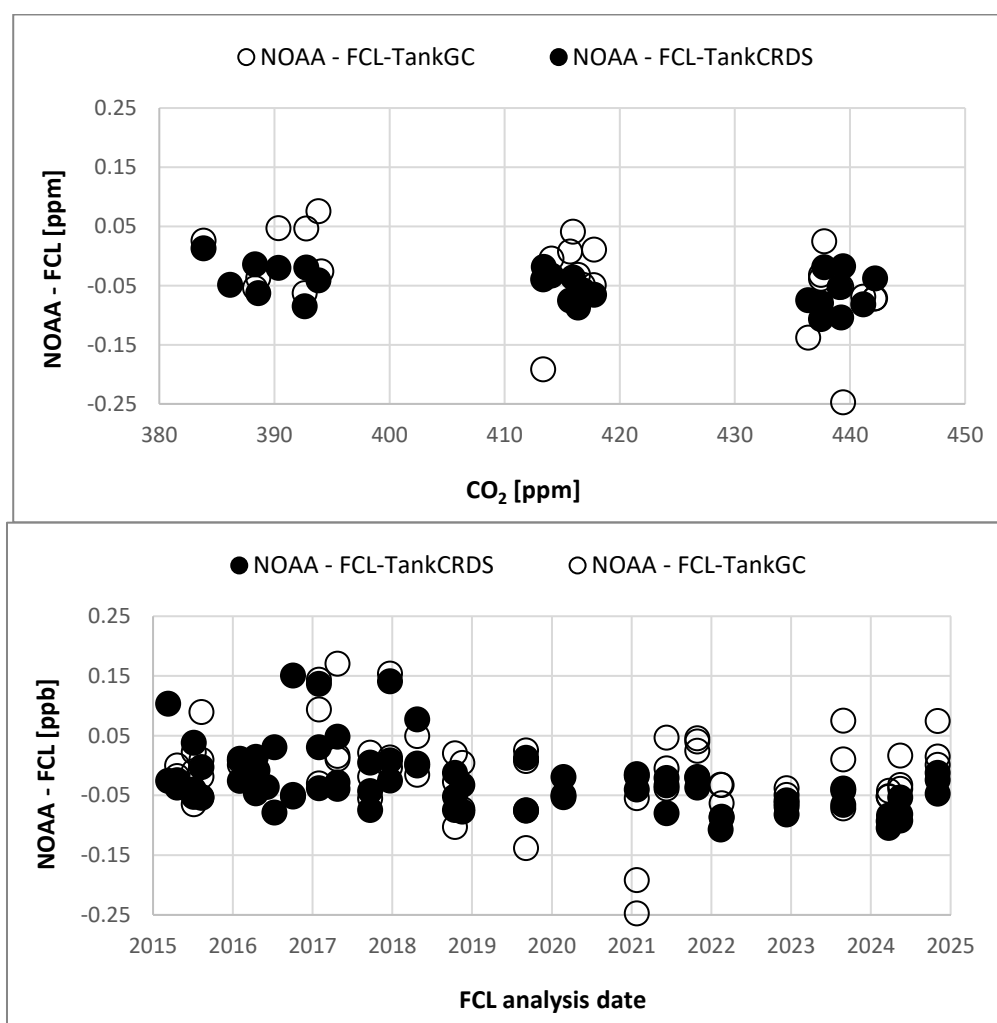 NOAA - FCL-TankGC NOAA - FCL-TankCRDS
0.25
0.15
0.05
-0.05
-0.15
-0.25
NOAA - FCL [ppm]
380 390 400 410 420 430 440 450
CO₂ [ppm]
NOAA - FCL-TankCRDS NOAA - FCL-TankGC
0.25
0.15
0.05
-0.05
-0.15
-0.25
NOAA - FCL [ppb]
2015 2016 2017 2018 2019 2020 2021 2022 2023 2024 2025
FCL analysis date